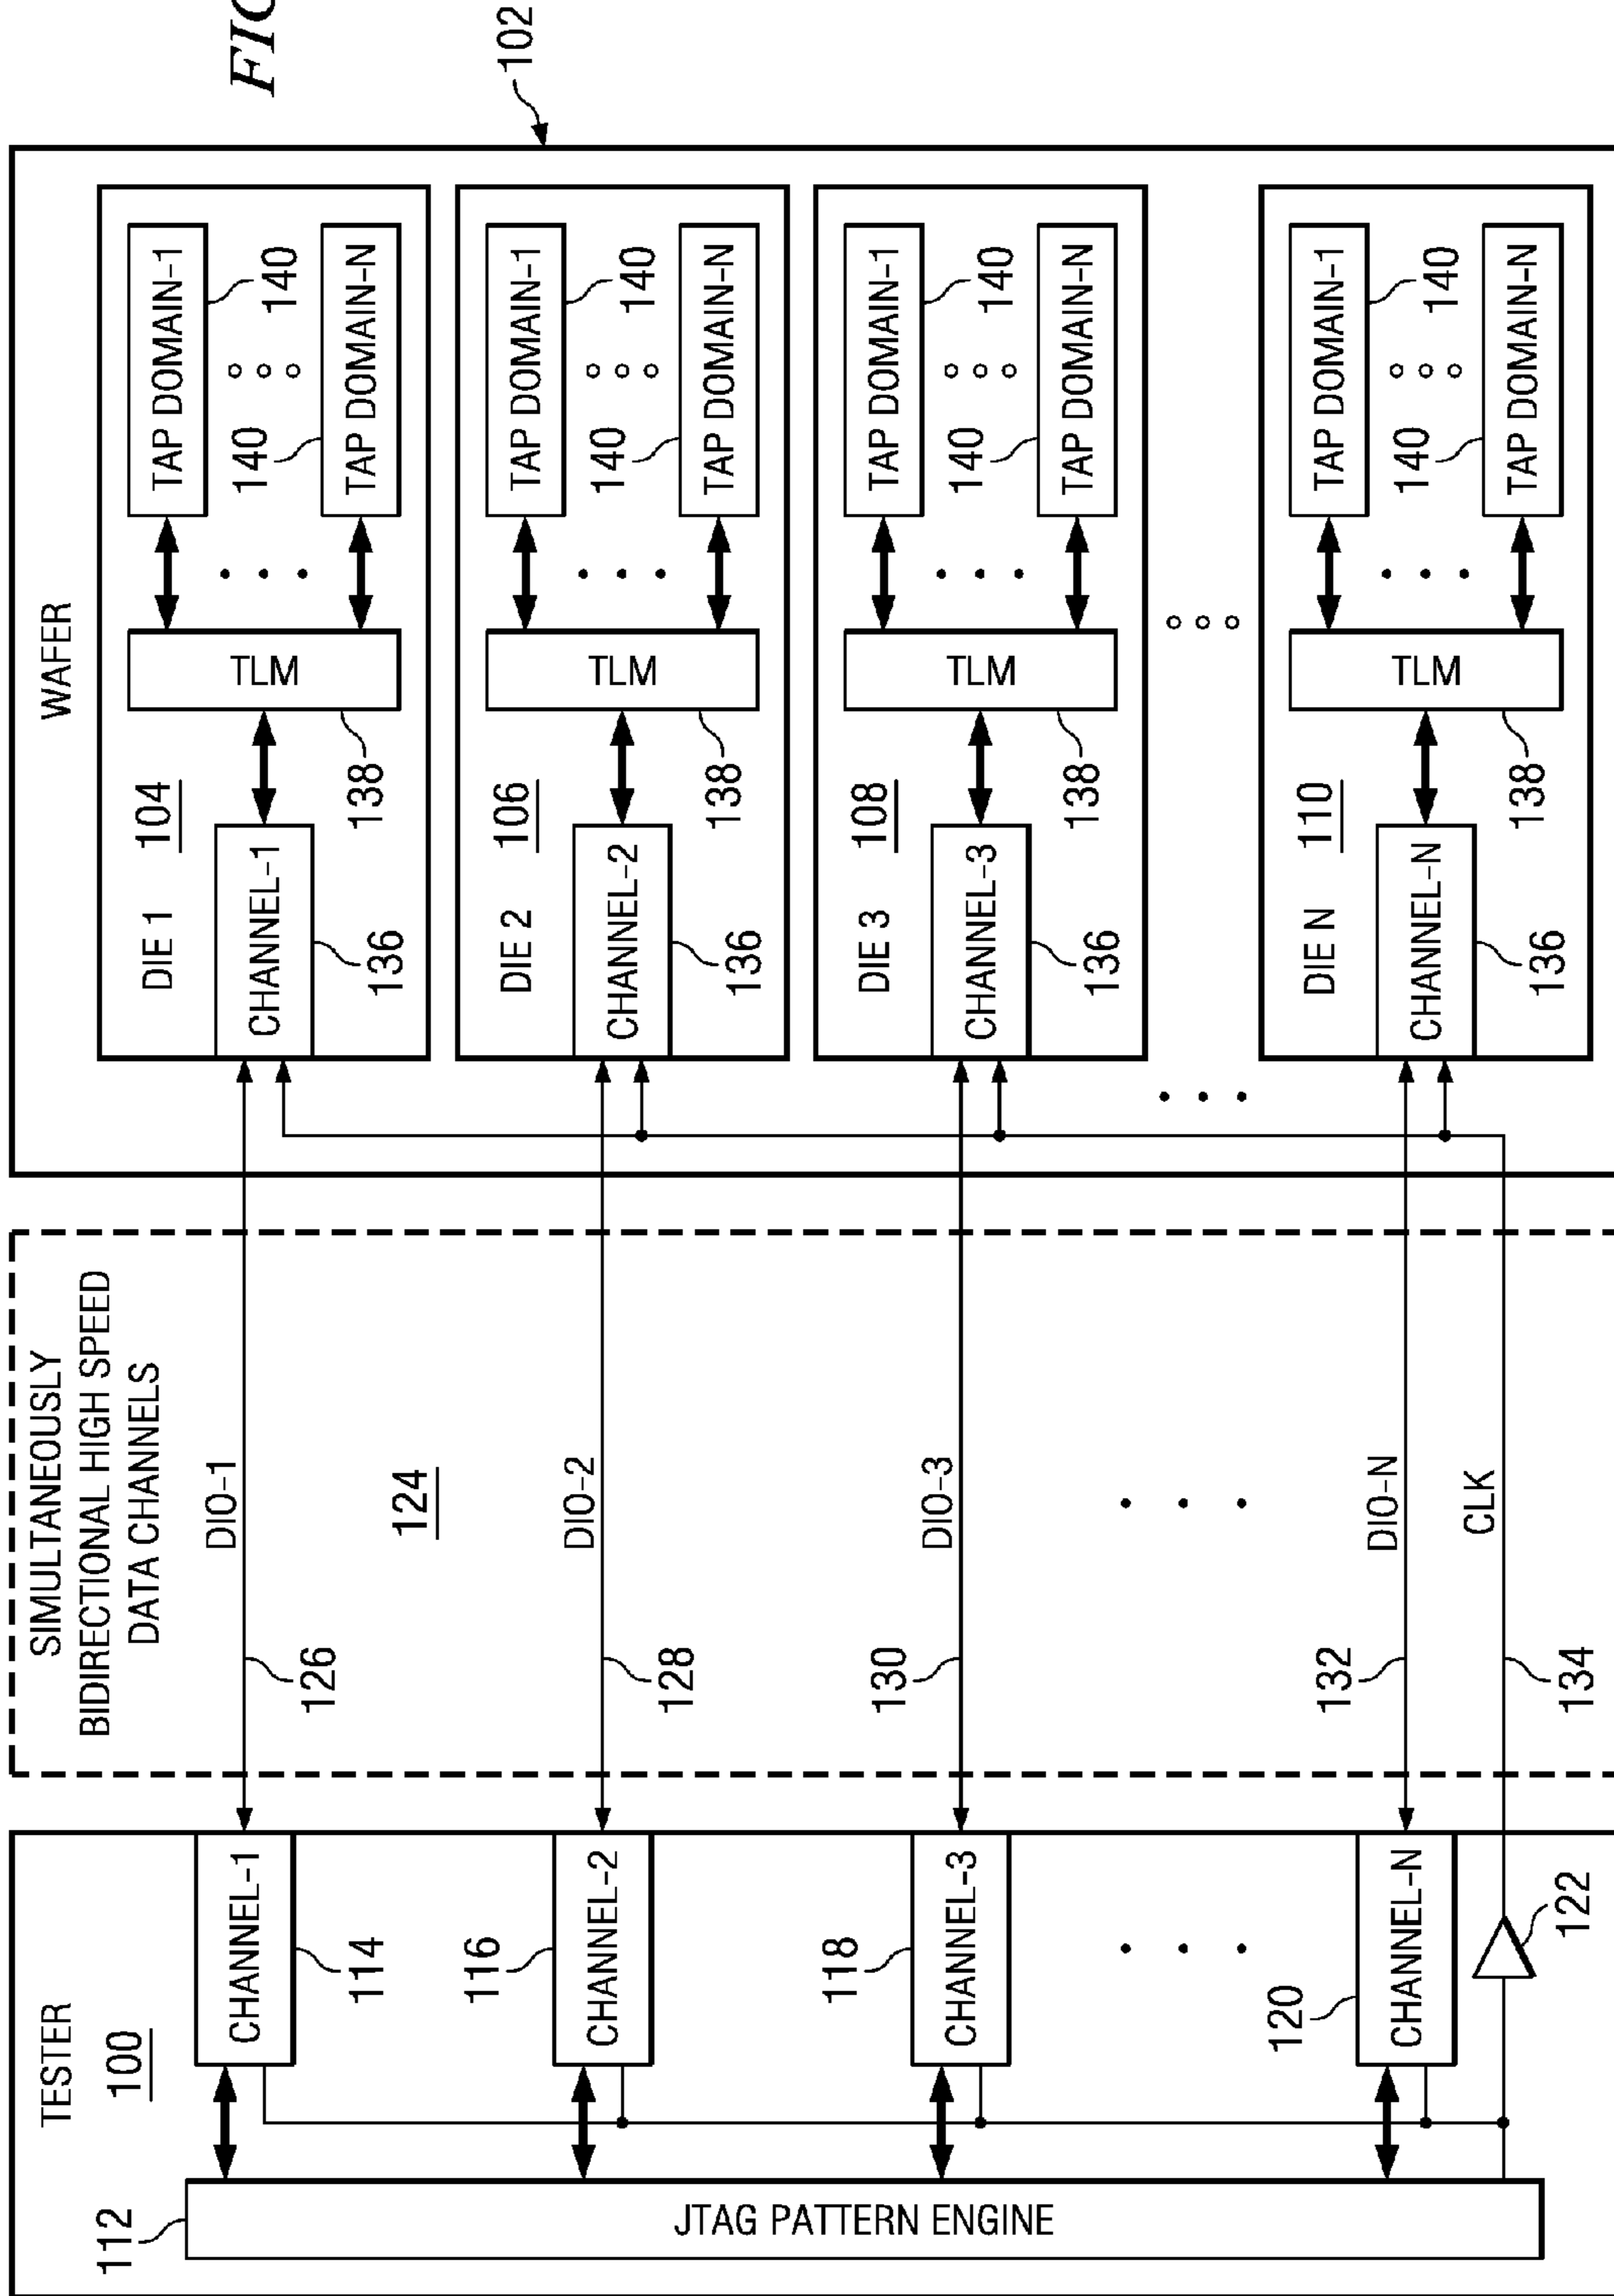 FIG
102
WAFER
DIE 1
104
CHANNEL-1
136
TLM
138
TAP DOMAIN-1
140
140
TAP DOMAIN-N
DIE 2
106
CHANNEL-2
136
TLM
138
TAP DOMAIN-1
140
140
TAP DOMAIN-N
DIE 3
108
CHANNEL-3
136
TLM
138
TAP DOMAIN-1
140
140
TAP DOMAIN-N
DIE N
110
CHANNEL-N
136
TLM
138
TAP DOMAIN-1
140
140
TAP DOMAIN-N
SIMULTANEOUSLY
BIDIRECTIONAL HIGH SPEED
DATA CHANNELS
DIO-1
126
124
DIO-2
128
DIO-3
130
DIO-N
132
CLK
134
TESTER
100
CHANNEL-1
114
CHANNEL-2
116
CHANNEL-3
118
CHANNEL-N
120
122
112
JTAG PATTERN ENGINE